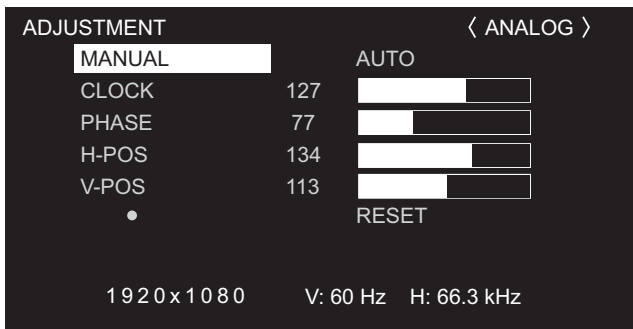 ADJUSTMENT 〈 ANALOG 〉
MANUAL AUTO
CLOCK 127
PHASE 77
H-POS 134
V-POS 113
● RESET
1920x1080 V: 60 Hz H: 66.3 kHz